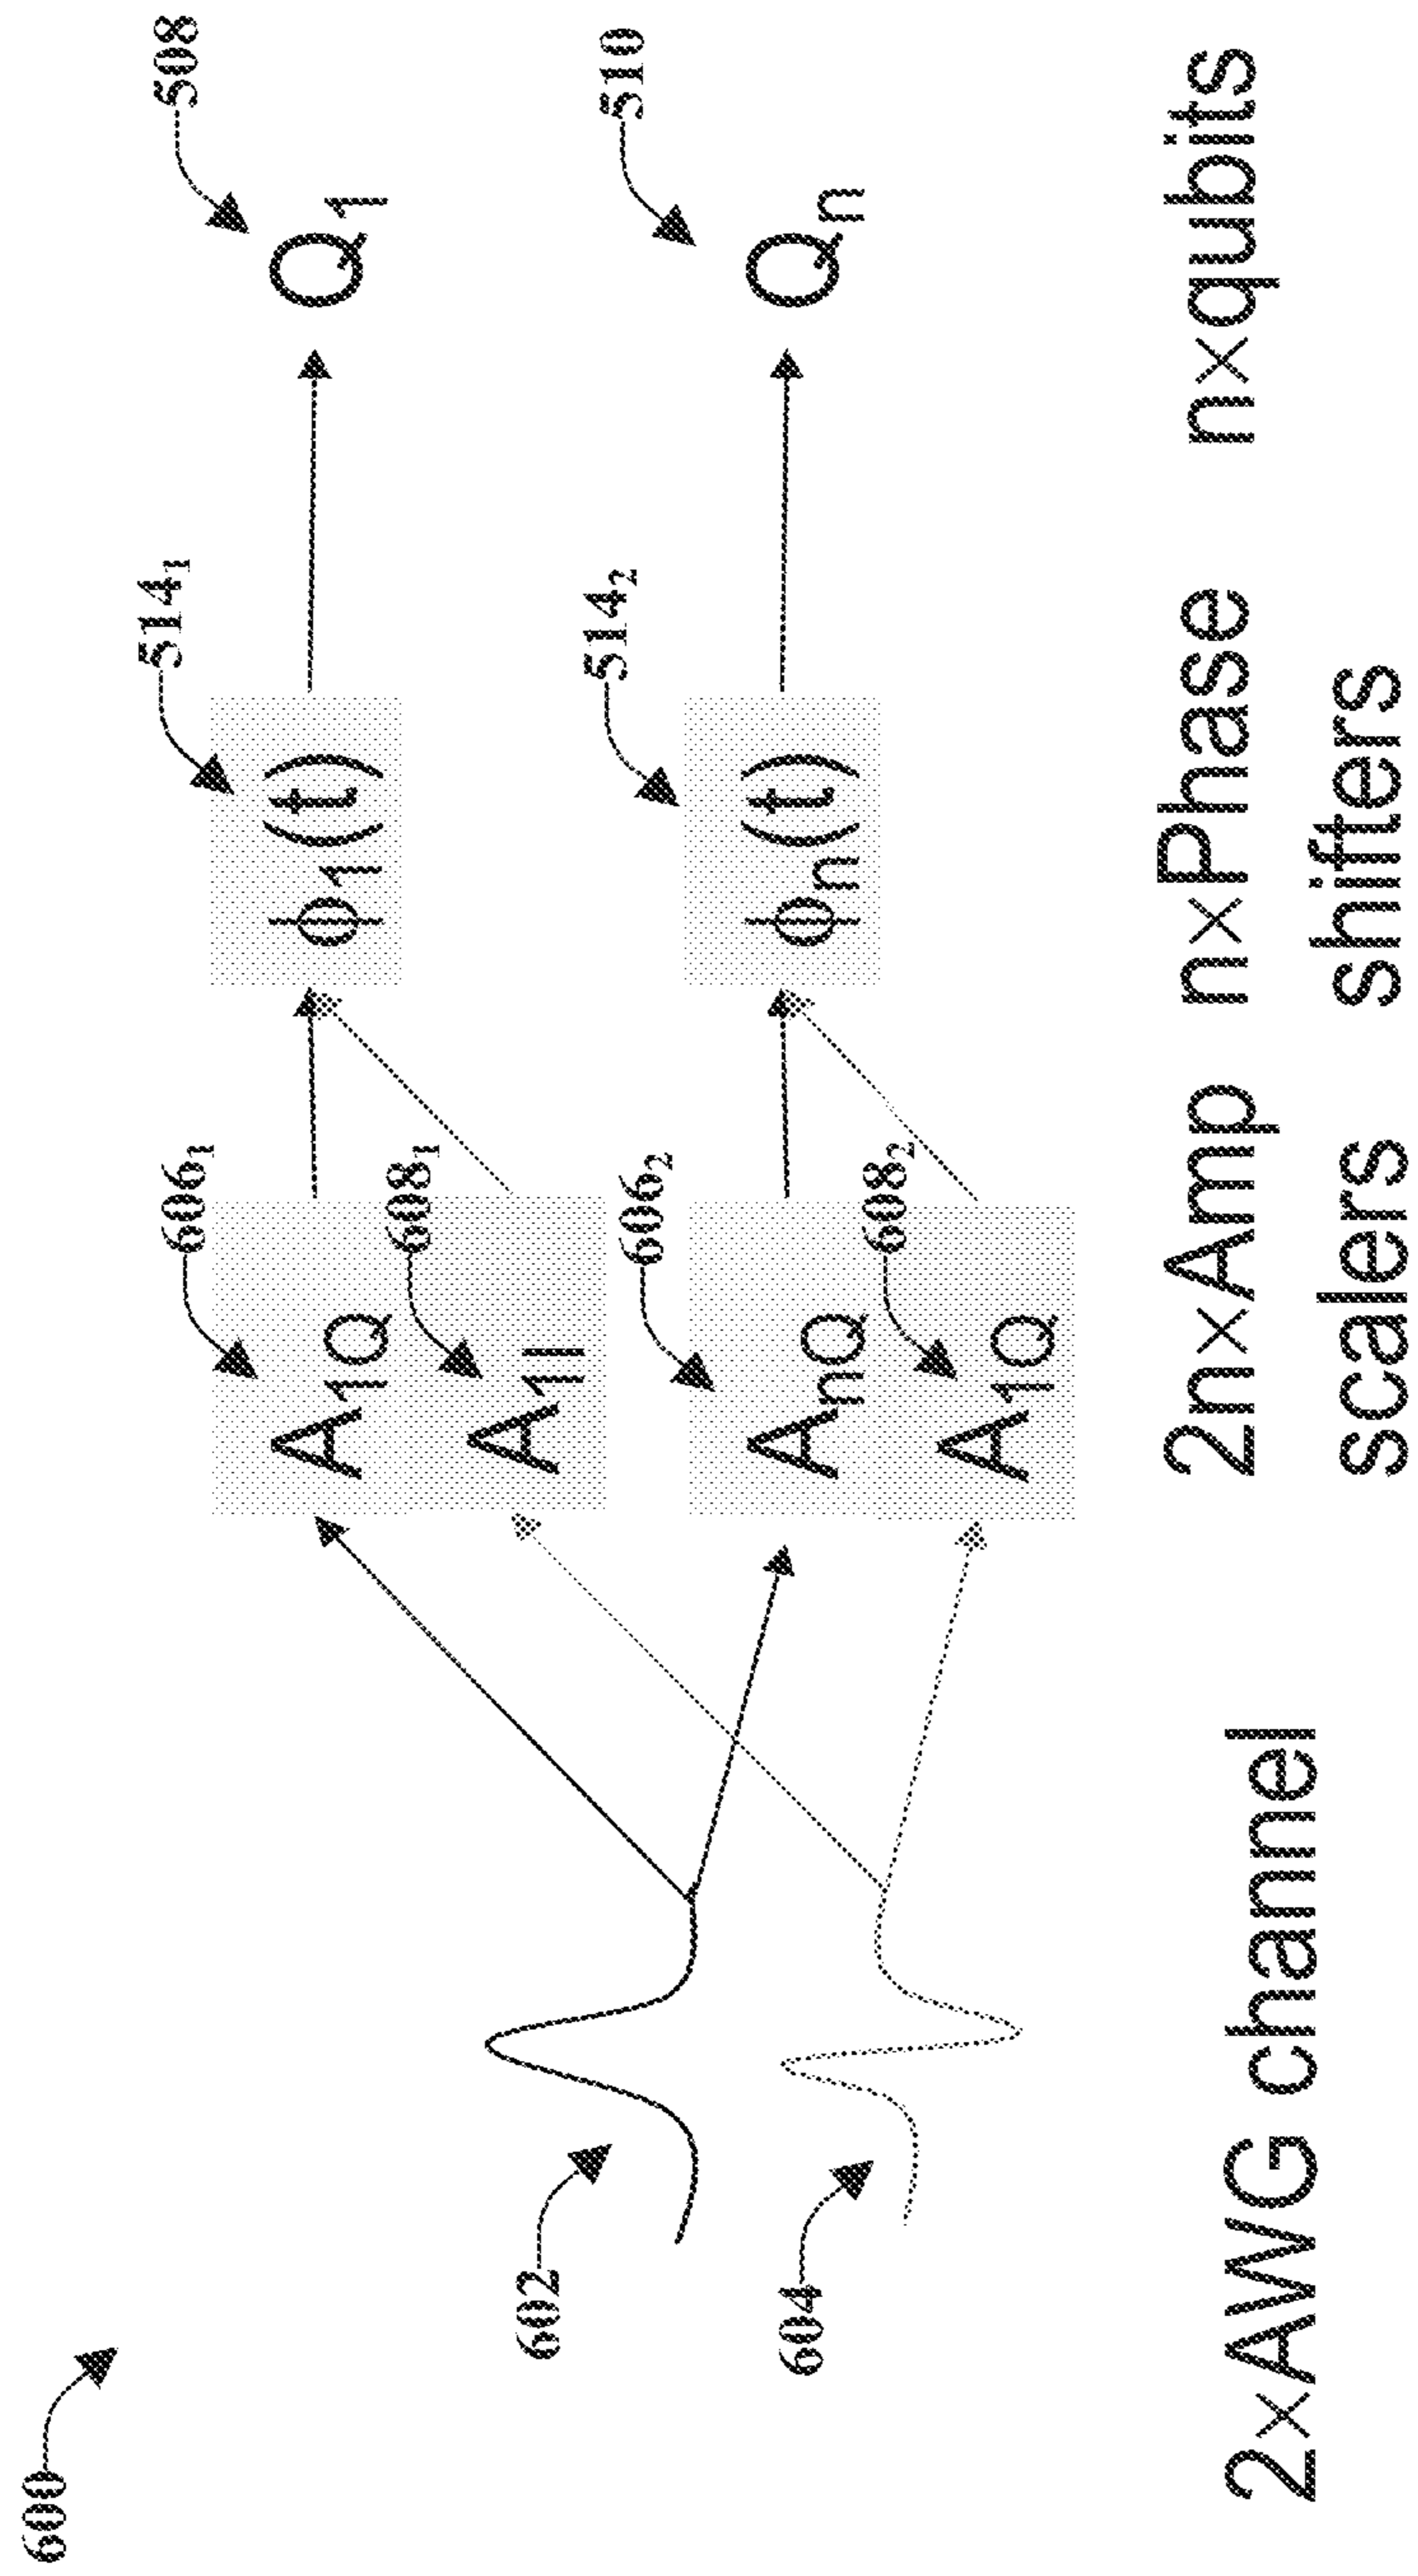 600
602
604
606₁
A₁Q
608₁
A₁I
606₂
AₙQ
608₂
A₁Q
514₁
ϕ₁(t)
514₂
ϕₙ(t)
508
Q₁
510
Qₙ
2×AWG channel
2n×Amp
scalers
n×Phase
shifters
n×qubits